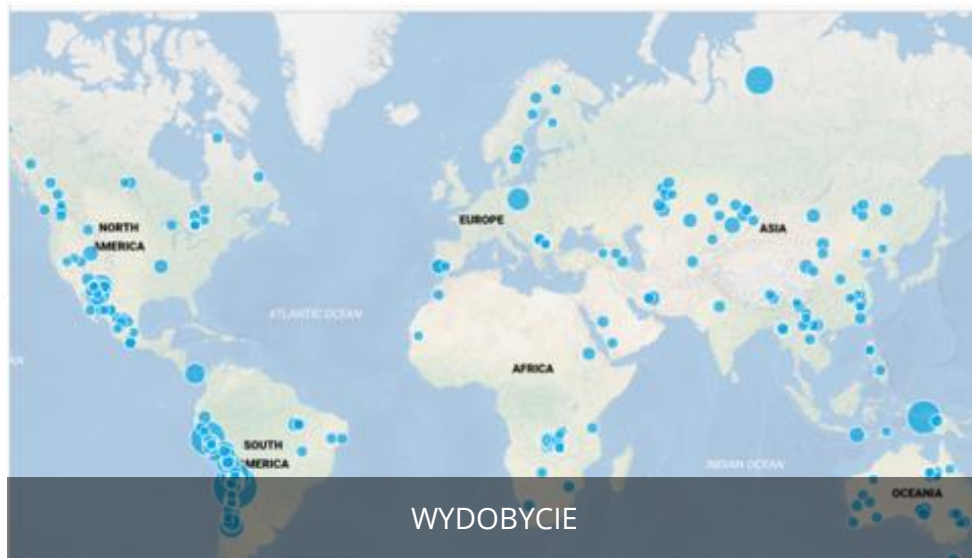 NORTH
AMERICA
EUROPE
ASIA
ATLANTIC OCEAN
AFRICA
SOUTH
AMERICA
INDIAN OCEAN
OCEANIA
WYDOBYCIE